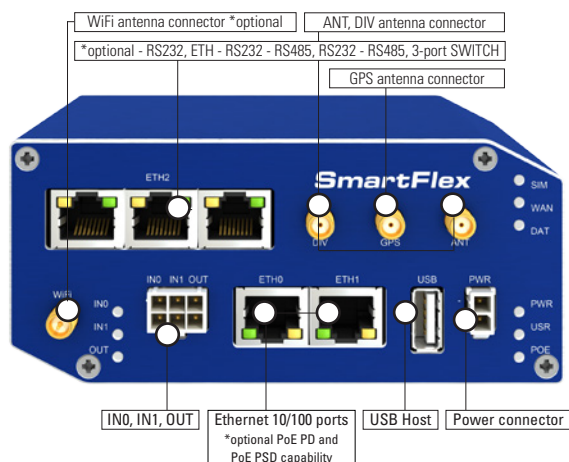 WiFi antenna connector *optional
ANT, DIV antenna connector
*optional - RS232, ETH - RS232 - RS485, RS232 - RS485, 3-port SWITCH
GPS antenna connector
ETH2
SmartFlex
SIM
WAN
DAT
DIV
GPS
ANT
WiFi
IN0
IN1
OUT
IN0 IN1 OUT
ETH0
ETH1
USB
PWR
-
PWR
USR
POE
IN0, IN1, OUT
Ethernet 10/100 ports
*optional PoE PD and
PoE PSD capability
USB Host
Power connector